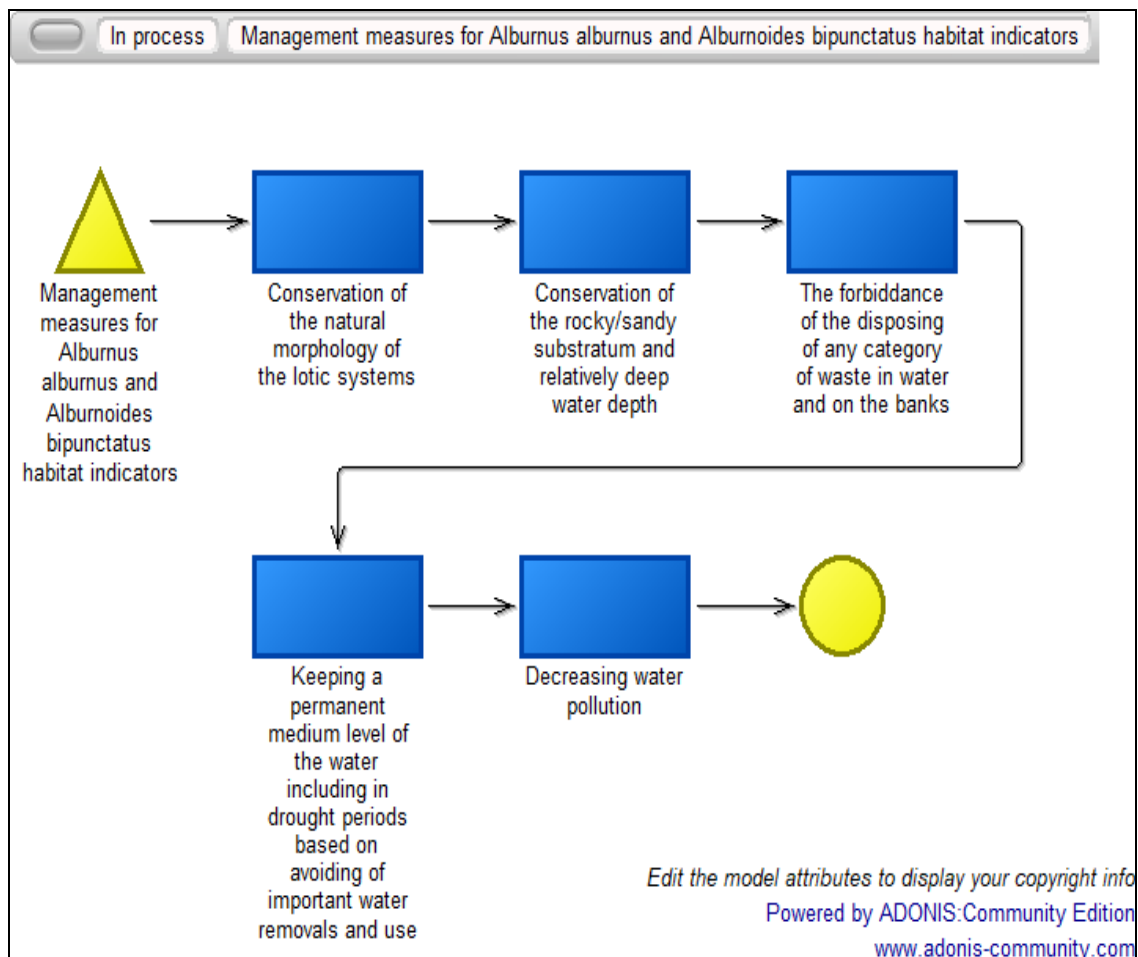 In process
Management measures for Alburnus alburnus and Alburnoides bipunctatus habitat indicators
Management
measures for
Alburnus
alburnus and
Alburnoides
bipunctatus
habitat indicators
Conservation of
the natural
morphology of
the lotic systems
Conservation of
the rocky/sandy
substratum and
relatively deep
water depth
The forbiddance
of the disposing
of any category
of waste in water
and on the banks
Keeping a
permanent
medium level of
the water
including in
drought periods
based on
avoiding of
important water
removals and use
Decreasing water
pollution
Edit the model attributes to display your copyright info
Powered by ADONIS:Community Edition
www.adonis-community.com